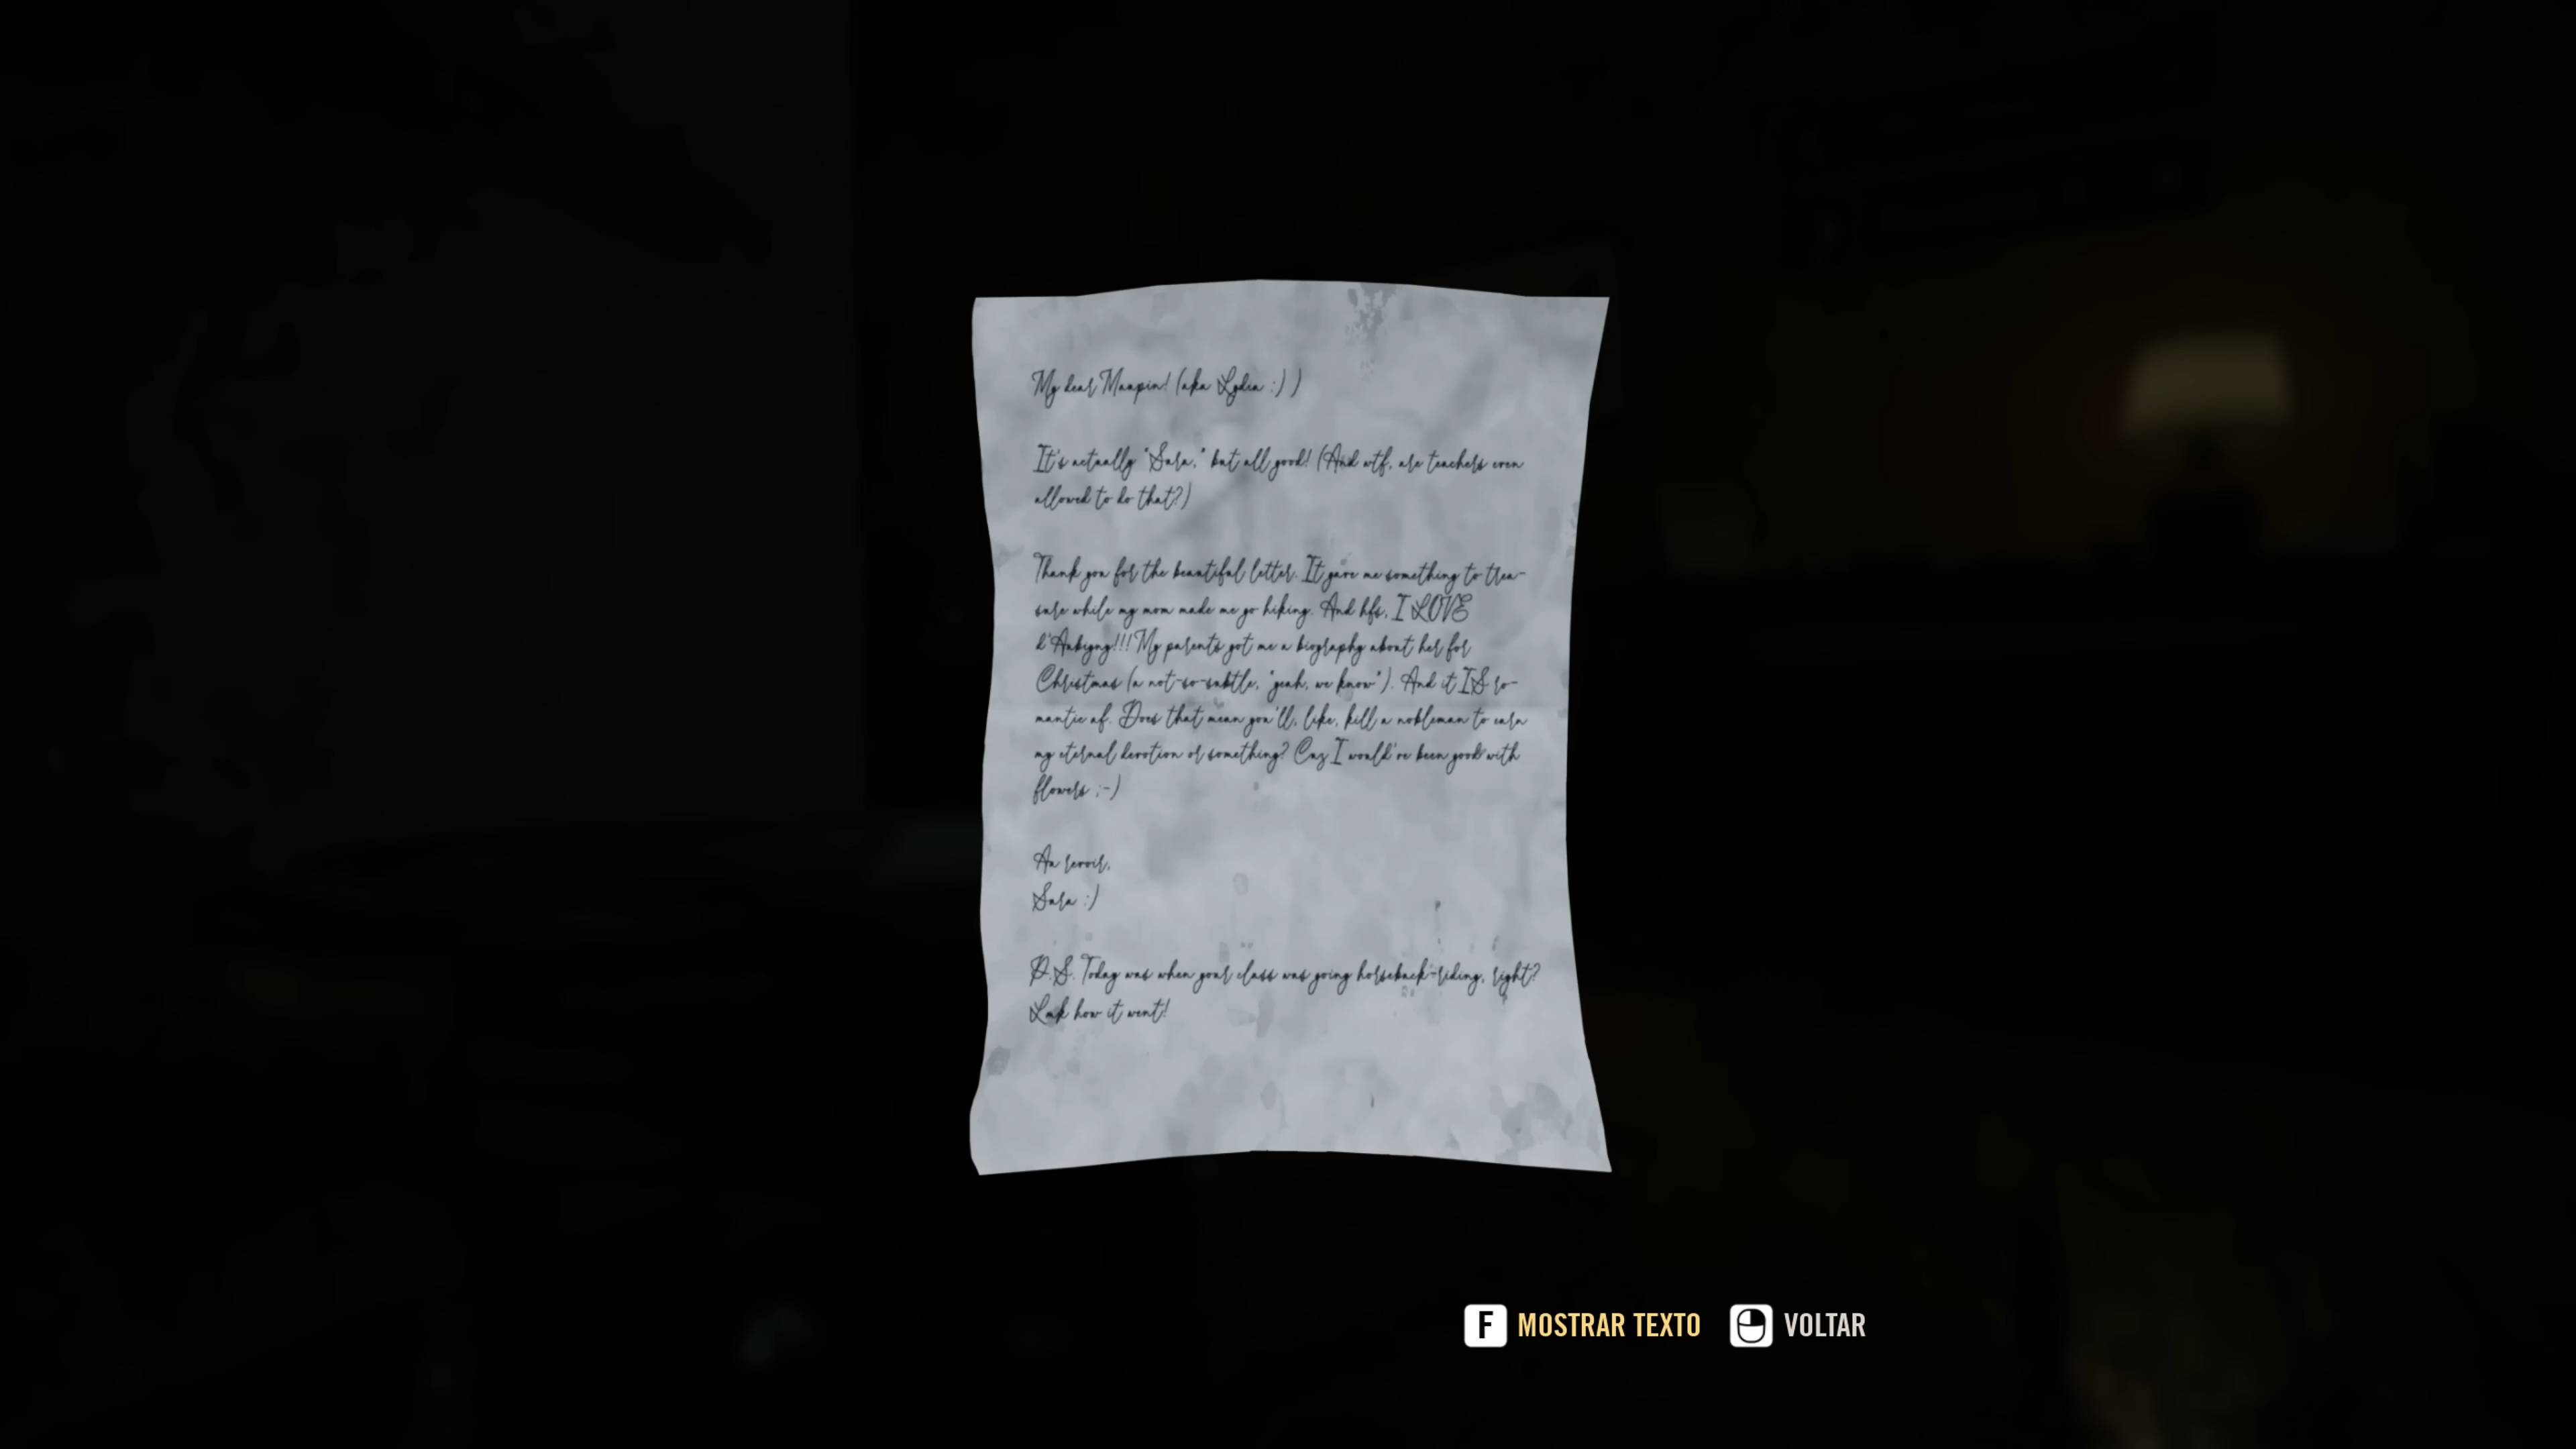 My dear Maupin! (aka Lydia :) )
It's actually "Sara," but all good! (And wtf, are teachers even
allowed to do that?)
Thank you for the beautiful letter. It gave me something to trea-
sure while my mom made me go hiking. And hfs, I LOVE
d'Aubigny!!! My parents got me a biography about her for
Christmas (a not-so-subtle, "yeah, we know"). And it IS ro-
mantic af. Does that mean you'll, like, kill a nobleman to earn
my eternal devotion or something? Cuz I would've been good with
flowers ;-)
Au revoir,
Sara :)
P.S. Today was when your class was going horseback-riding, right?
Lmk how it went!
F MOSTRAR TEXTO VOLTAR